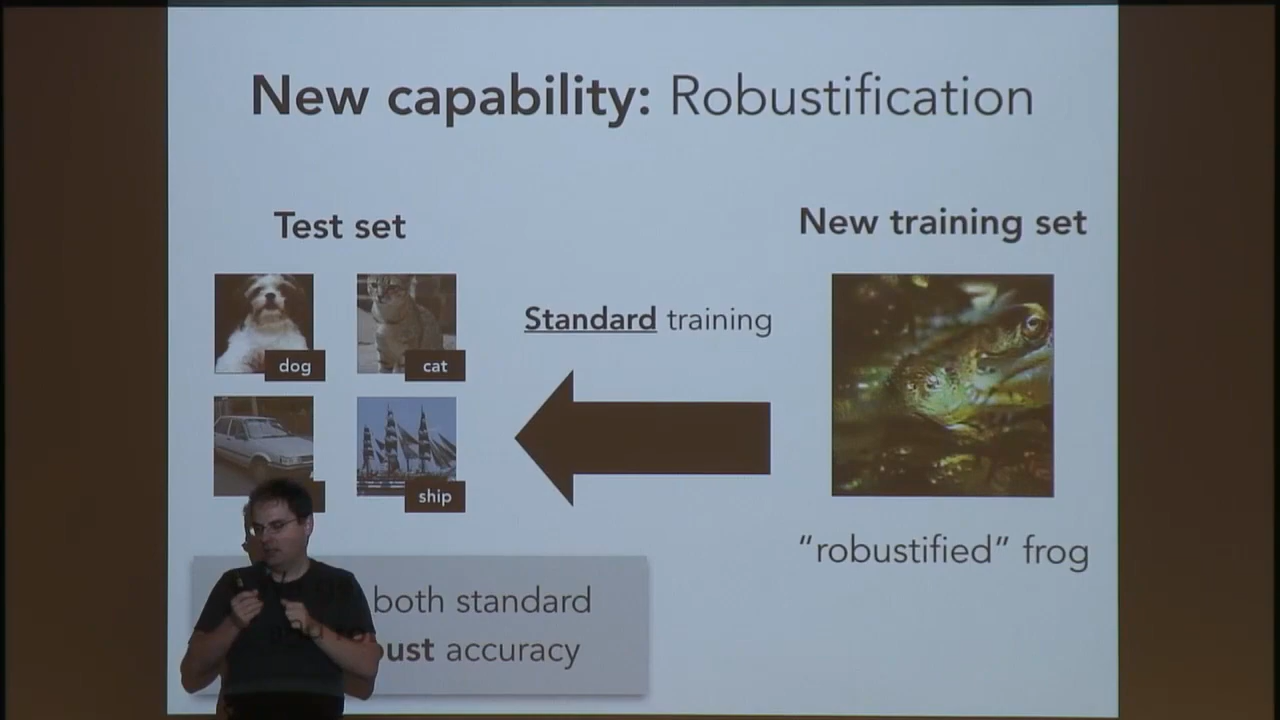 New capability: Robustification
Test set
New training set
dog
cat
Standard training
ship
"robustified" frog
both standard
accuracy